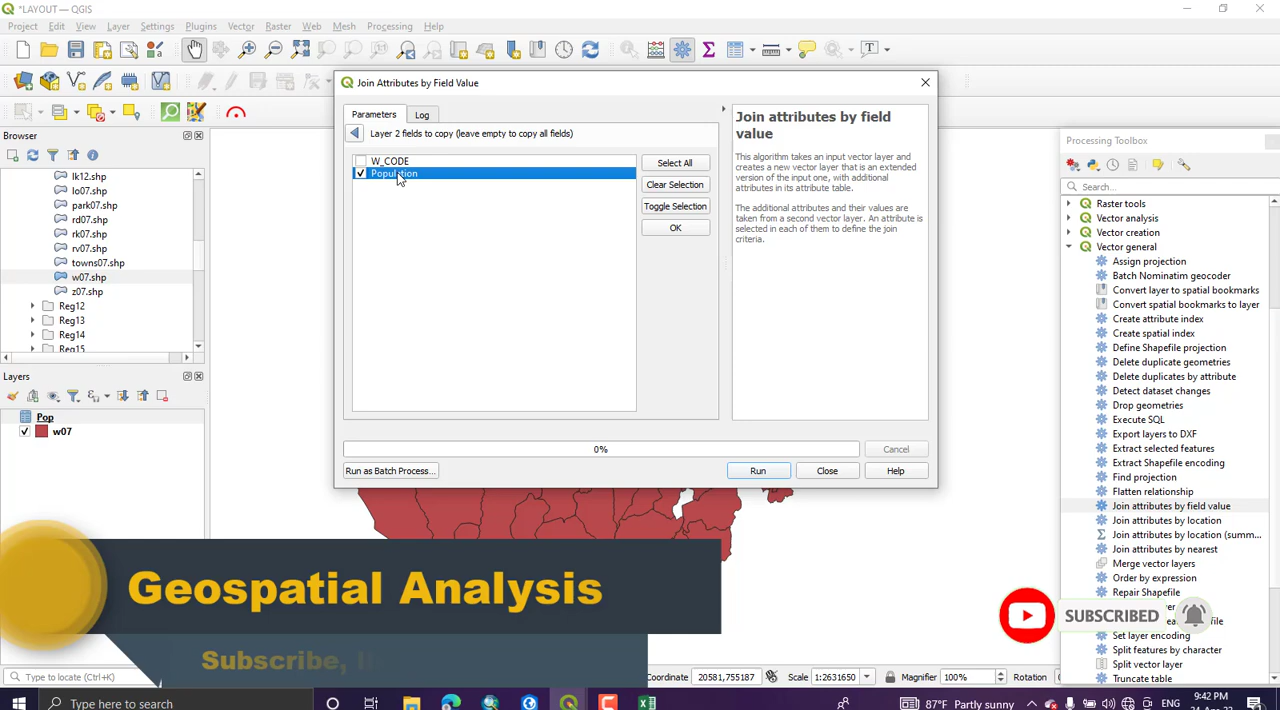 *LAYOUT — QGIS
Project Edit View Layer Settings Plugins Vector Raster Web Mesh Processing Help
Browser
lk12.shp
lo07.shp
park07.shp
rd07.shp
rk07.shp
rv07.shp
towns07.shp
w07.shp
z07.shp
Reg12
Reg13
Reg14
Reg15
Layers
Pop
w07
Join Attributes by Field Value
Parameters Log
Layer 2 fields to copy (leave empty to copy all fields)
W_CODE
Population
Select All
Clear Selection
Toggle Selection
OK
Join attributes by field
value
This algorithm takes an input vector layer and
creates a new vector layer that is an extended
version of the input one, with additional
attributes in its attribute table.
The additional attributes and their values are
taken from a second vector layer. An attribute is
selected in each of them to define the join
criteria.
0%
Cancel
Run as Batch Process...
Run
Close
Help
Processing Toolbox
Search...
Raster tools
Vector analysis
Vector creation
Vector general
Assign projection
Batch Nominatim geocoder
Convert layer to spatial bookmarks
Convert spatial bookmarks to layer
Create attribute index
Create spatial index
Define Shapefile projection
Delete duplicate geometries
Delete duplicates by attribute
Detect dataset changes
Drop geometries
Execute SQL
Export layers to DXF
Extract selected features
Extract Shapefile encoding
Find projection
Flatten relationship
Join attributes by field value
Join attributes by location
Join attributes by location (summ...
Join attributes by nearest
Merge vector layers
Order by expression
Repair Shapefile
Set layer encoding
Split features by character
Split vector layer
Truncate table
Geospatial Analysis
Subscribe,
SUBSCRIBED
Type to locate (Ctrl+K)
Coordinate 20581,755187 Scale 1:2631650 Magnifier 100% Rotation
Type here to search
87°F Partly sunny
ENG
9:42 PM